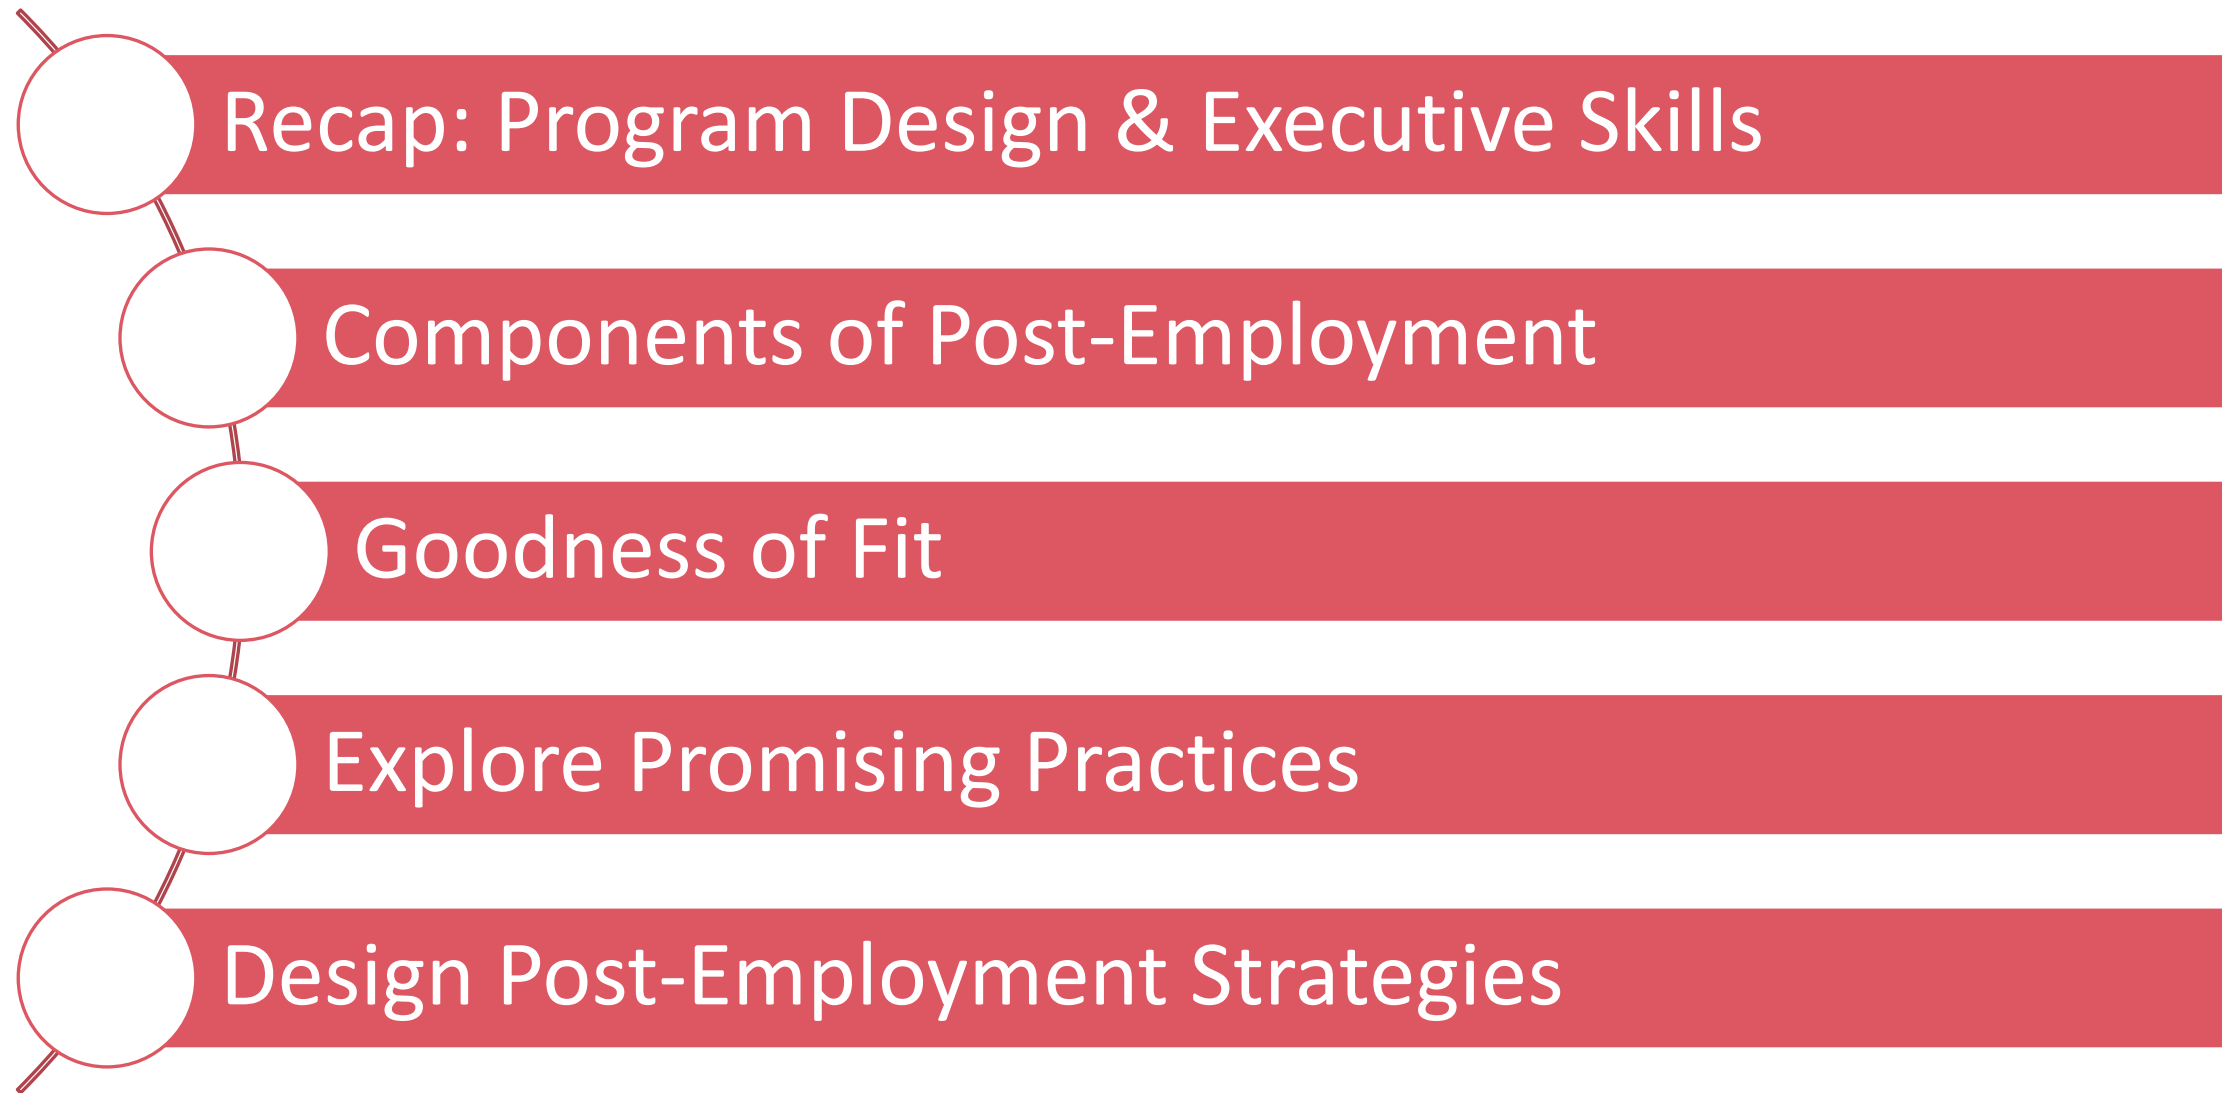 Recap: Program Design & Executive Skills
Components of Post-Employment
Goodness of Fit
Explore Promising Practices
Design Post-Employment Strategies